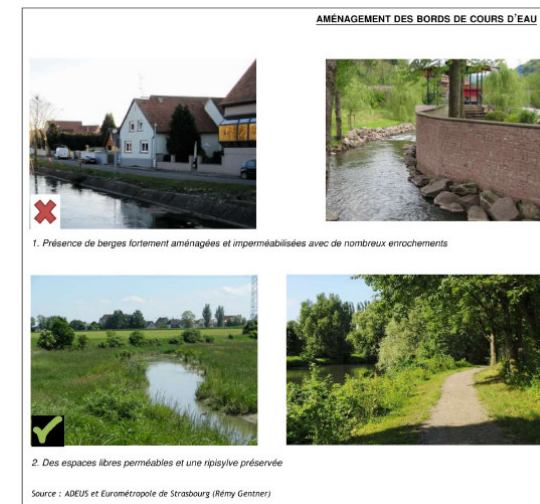 AMÉNAGEMENT DES BORDS DE COURS D'EAU
1. Présence de berges fortement aménagées et imperméabilisées avec de nombreux enrochements
2. Des espaces libres perméables et une ripisylve préservée
Source : ADEUS et Eurométropole de Strasbourg (Rémy Gentner)